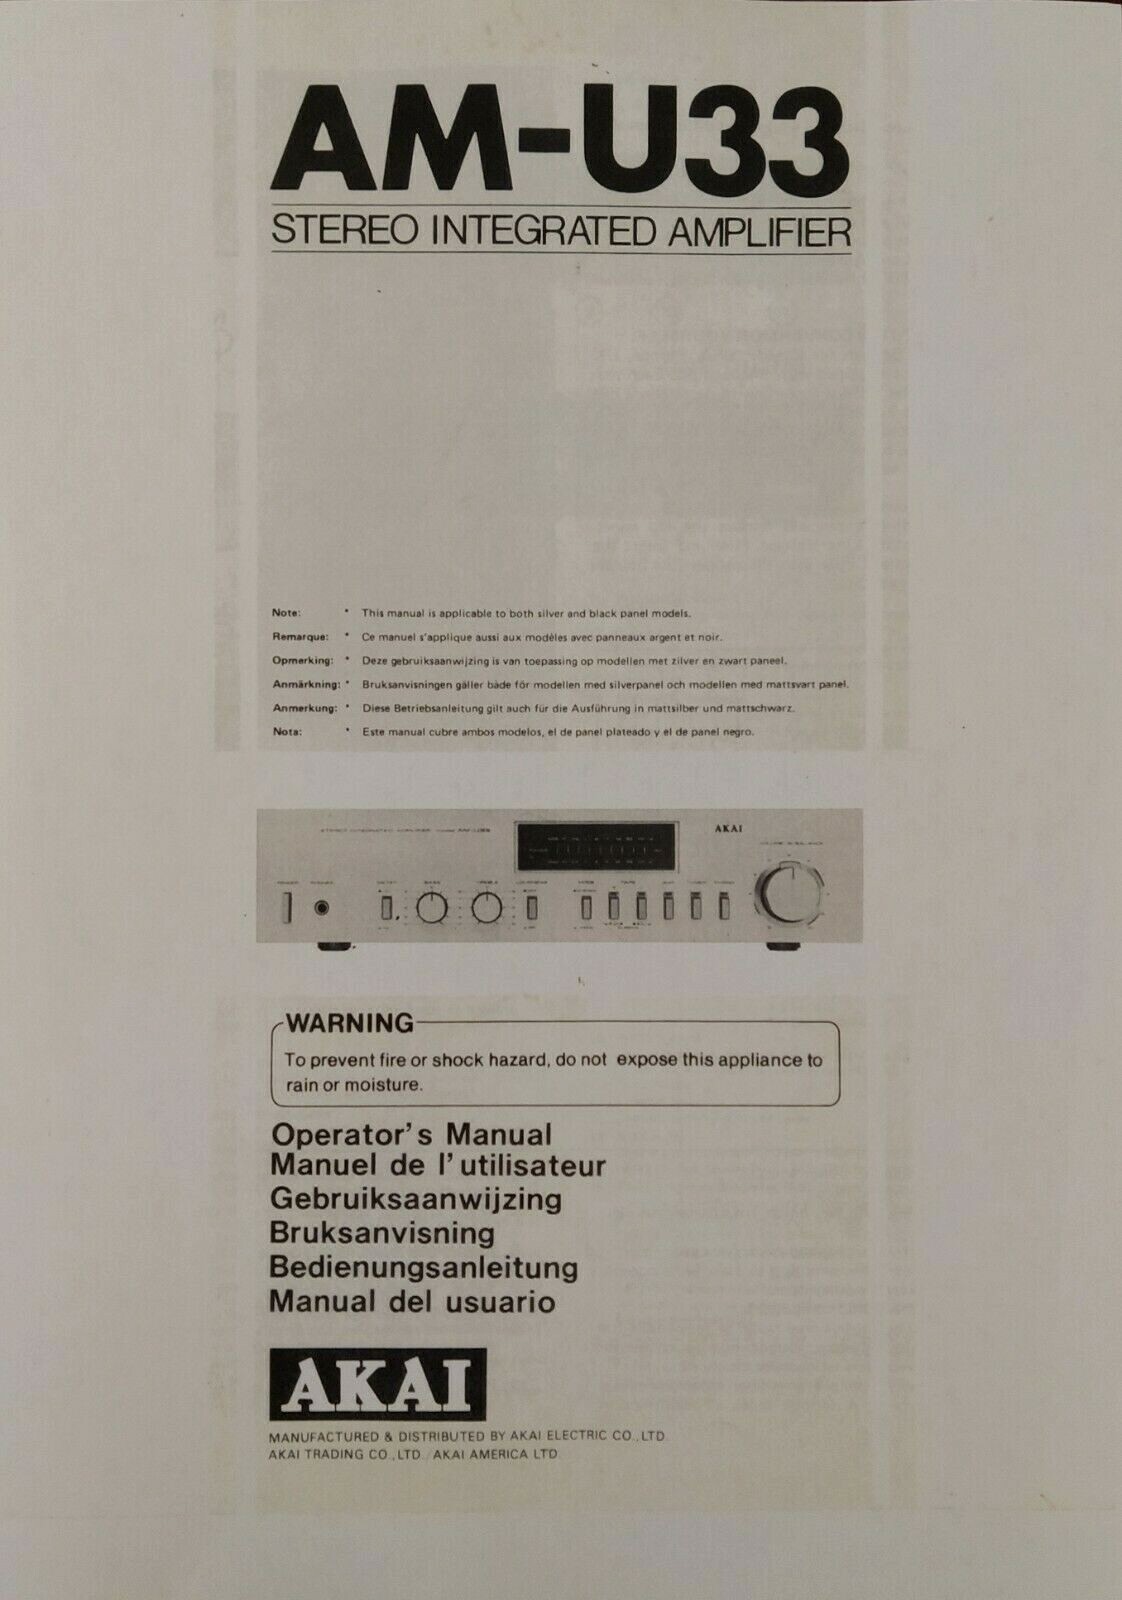 AM-U33
STEREO INTEGRATED AMPLIFIER
Note: * This manual is applicable to both silver and black panel models.
Remarque: * Ce manuel s'applique aussi aux modèles avec panneaux argent et noir.
Opmerking: * Deze gebruiksaanwijzing is van toepassing op modellen met zilver en zwart paneel.
Anmärkning: * Bruksanvisningen gäller både för modellen med silverpanel och modellen med mattsvart panel.
Anmerkung: * Diese Betriebsanleitung gilt auch für die Ausführung in mattsilber und mattschwarz.
Nota: * Este manual cubre ambos modelos, el de panel plateado y el de panel negro.
STEREO INTEGRATED AMPLIFIER AM-U33
AKAI
WARNING
To prevent fire or shock hazard, do not expose this appliance to
rain or moisture.
Operator's Manual
Manuel de l'utilisateur
Gebruiksaanwijzing
Bruksanvisning
Bedienungsanleitung
Manual del usuario
AKAI
MANUFACTURED & DISTRIBUTED BY AKAI ELECTRIC CO., LTD.
AKAI TRADING CO., LTD. / AKAI AMERICA LTD.